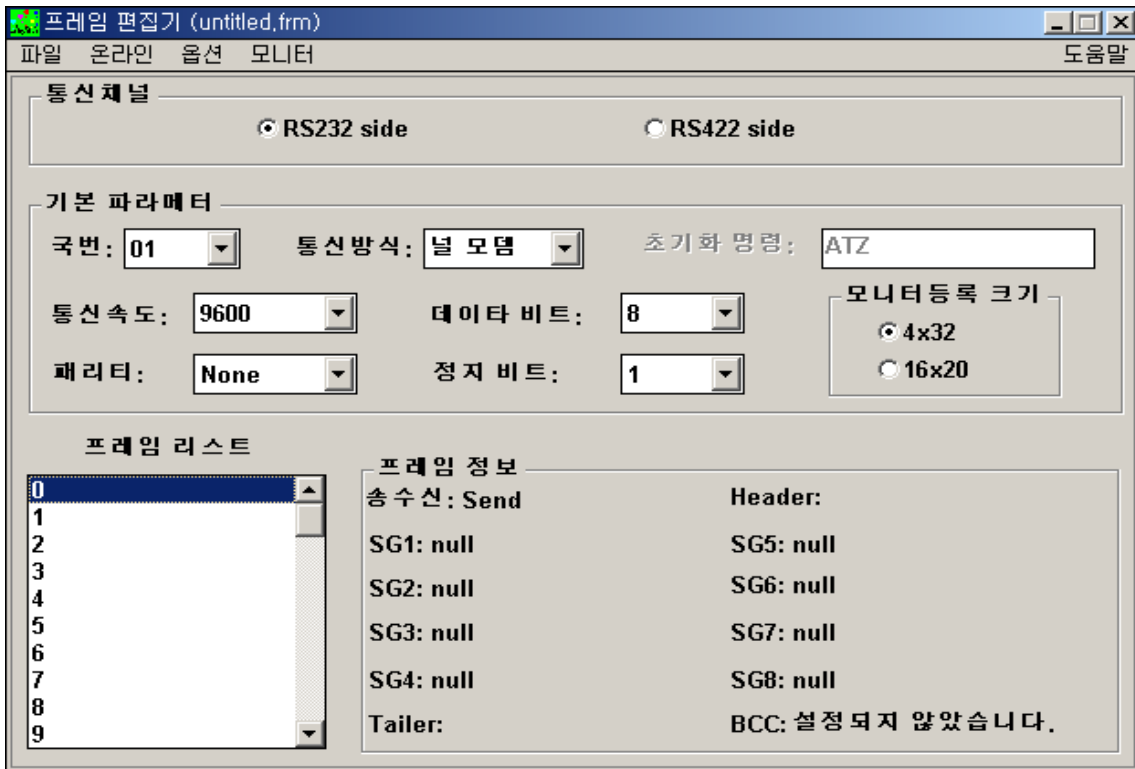 프레임 편집기 (untitled.frm)
파일 온라인 옵션 모니터 도움말
통신채널
RS232 side RS422 side
기본 파라메터
국번: 01 통신방식: 널 모뎀 초기화 명령: ATZ
모니터등록 크기
통신속도: 9600 데이타 비트: 8
4x32
패리티: None 정지 비트: 1
16x20
프레임 리스트
0
1
2
3
4
5
6
7
8
9
프레임 정보
송수신: Send Header:
SG1: null SG5: null
SG2: null SG6: null
SG3: null SG7: null
SG4: null SG8: null
Tailer: BCC: 설정되지 않았습니다.